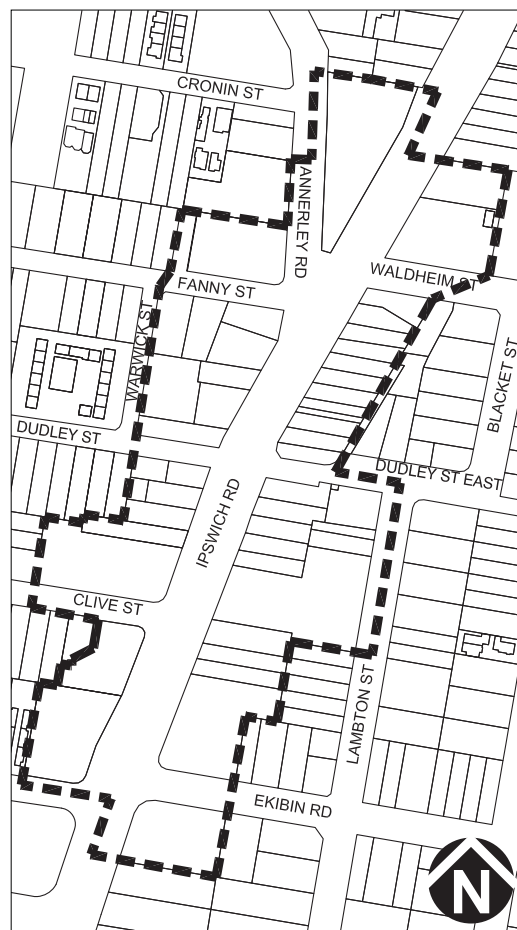 CRONIN ST
ANNERLEY RD
WALDHEIM ST
FANNY ST
WARWICK ST
BLACKET ST
DUDLEY ST
DUDLEY ST EAST
IPSWICH RD
CLIVE ST
LAMBTON ST
EKIBIN RD
N